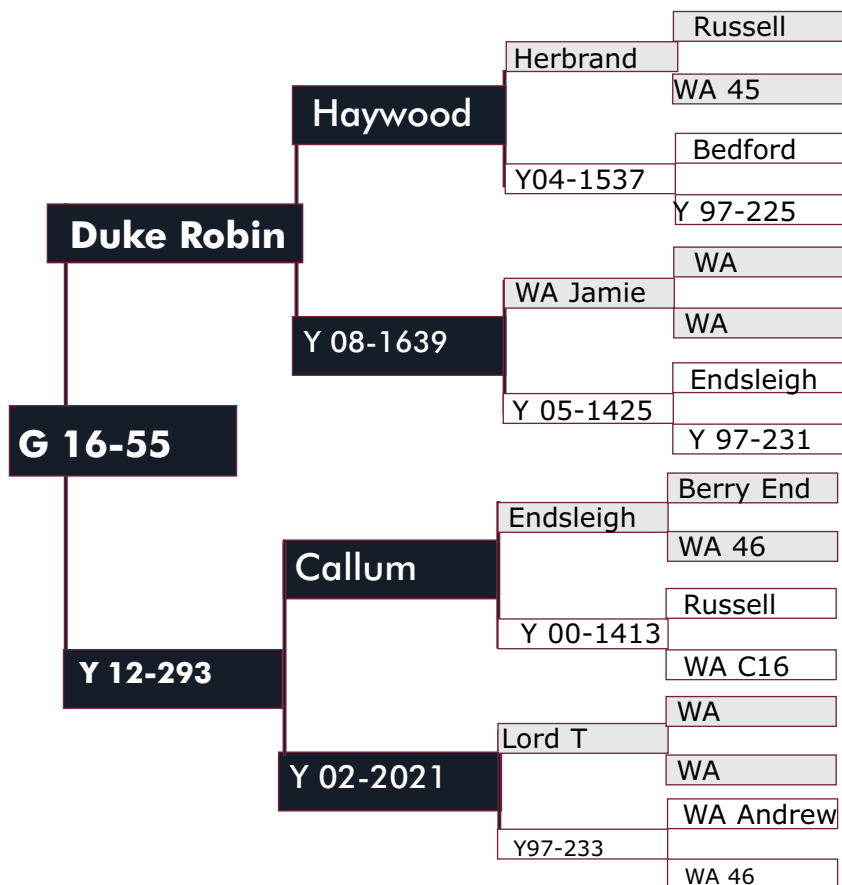 Russell
Herbrand
WA 45
Haywood
Bedford
Y04-1537
Y 97-225
Duke Robin
WA
WA Jamie
WA
Y 08-1639
Endsleigh
Y 05-1425
Y 97-231
G 16-55
Berry End
Endsleigh
WA 46
Callum
Russell
Y 00-1413
WA C16
Y 12-293
WA
Lord T
WA
Y 02-2021
WA Andrew
Y97-233
WA 46